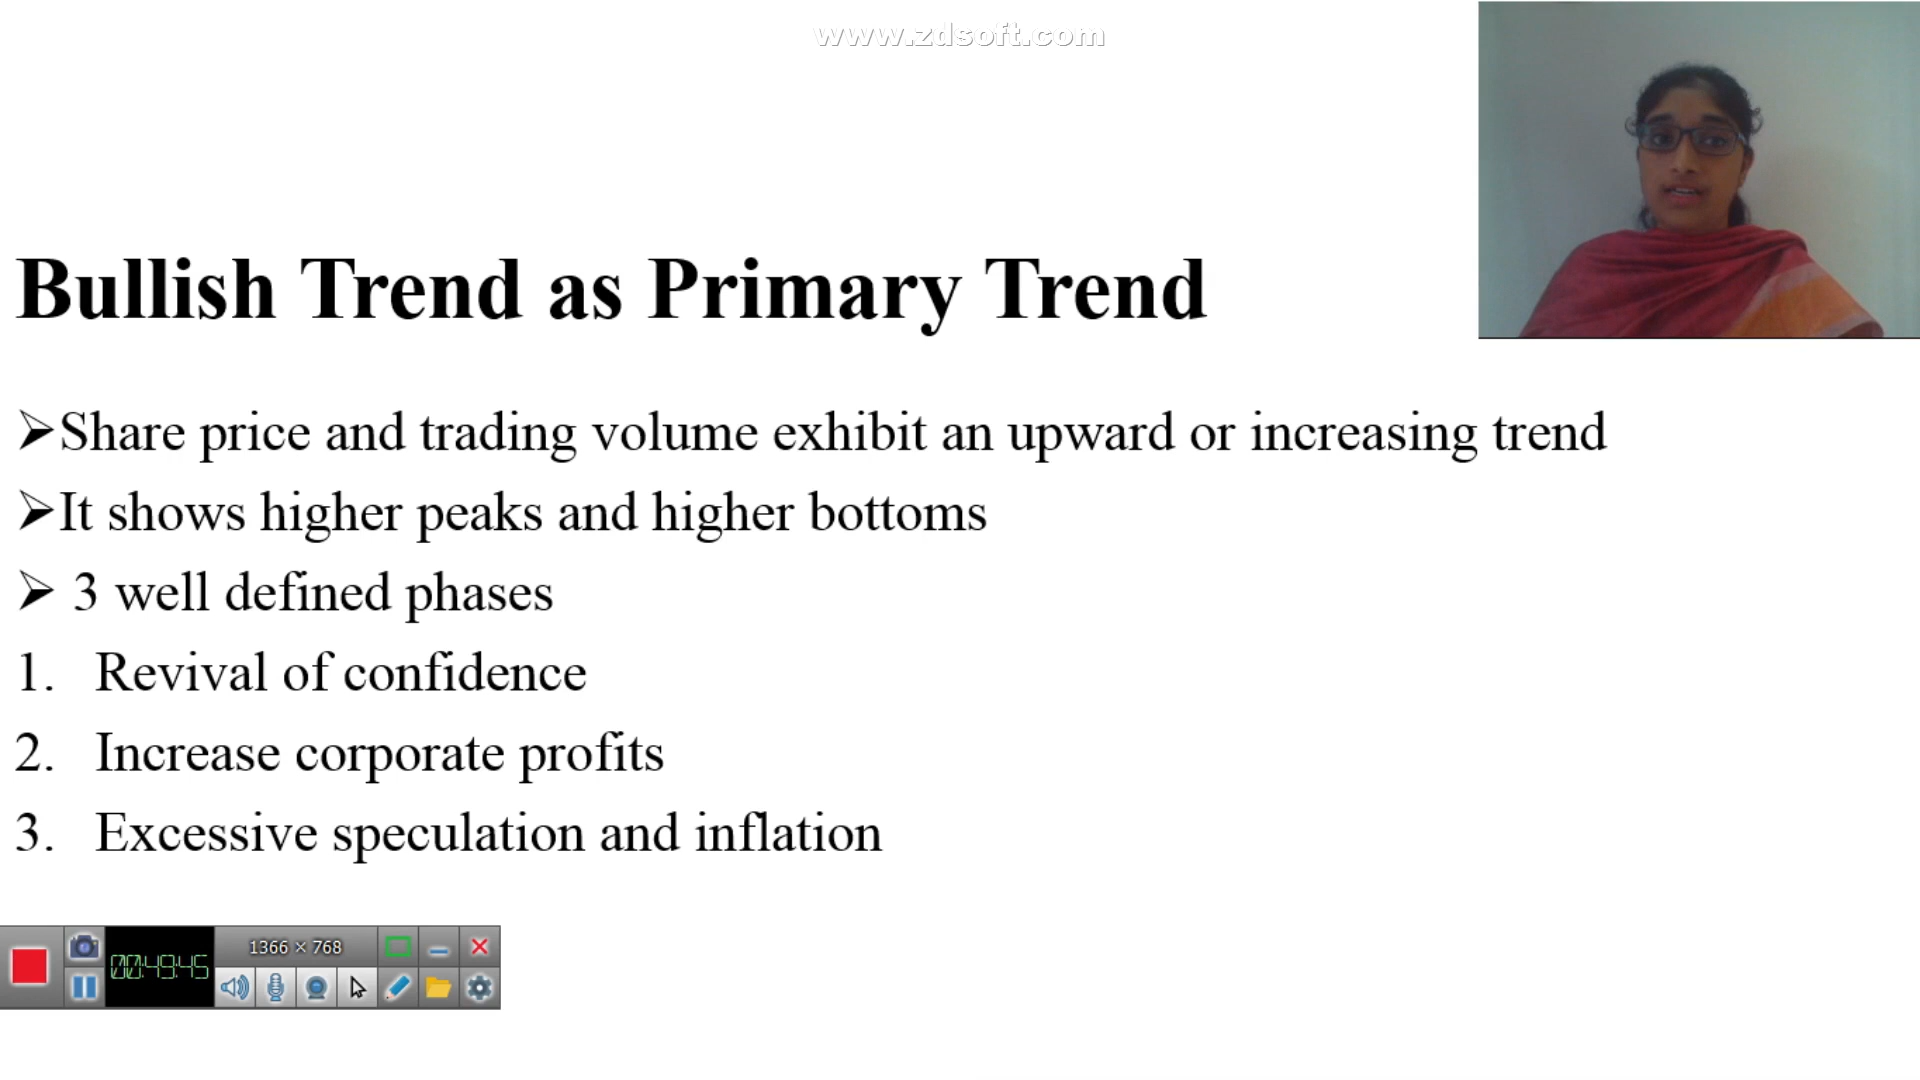 www.zdsoft.com
Bullish Trend as Primary Trend
➢Share price and trading volume exhibit an upward or increasing trend
➢It shows higher peaks and higher bottoms
➢ 3 well defined phases
1. Revival of confidence
2. Increase corporate profits
3. Excessive speculation and inflation
1366 × 768
00:49:45